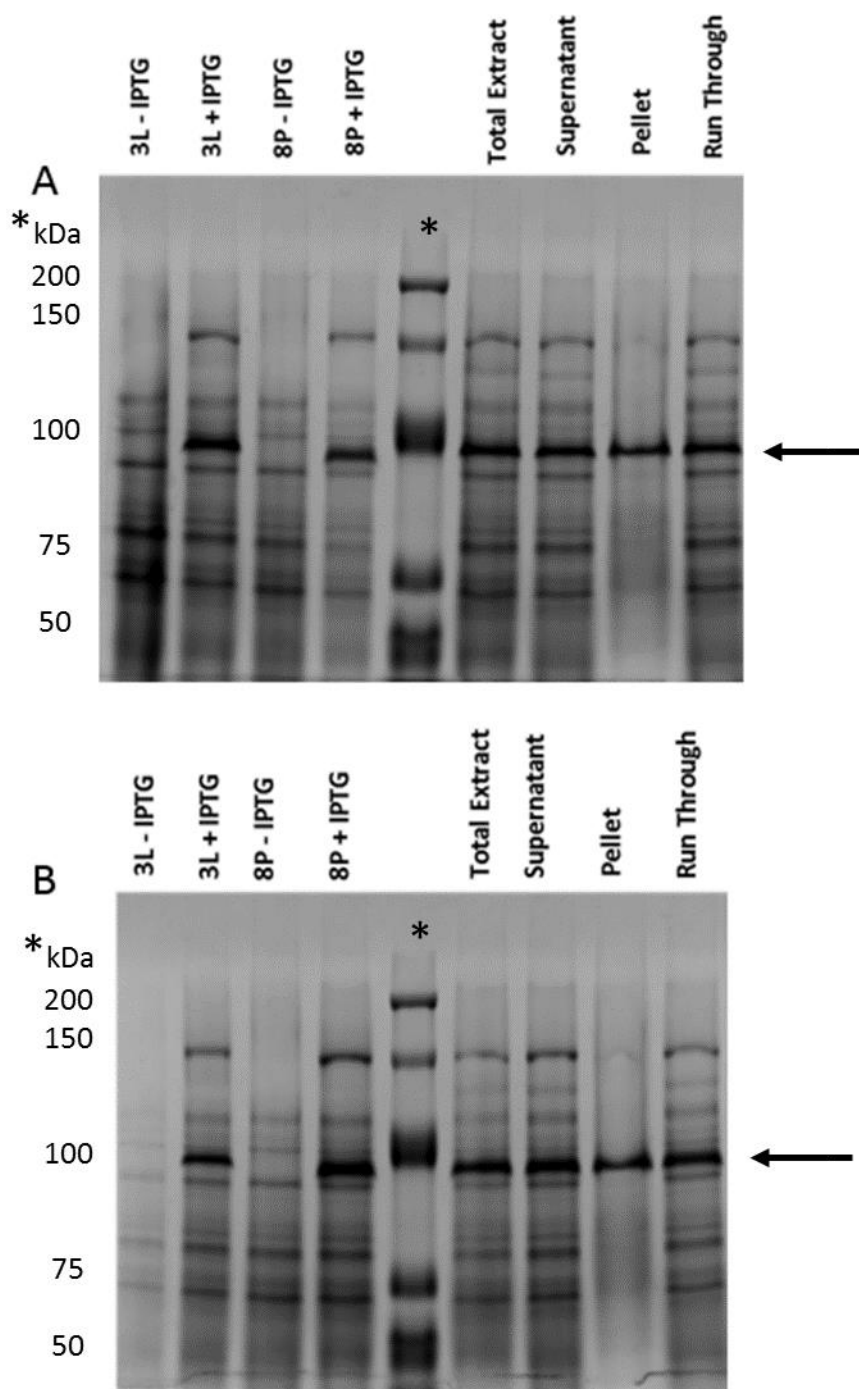 3L - IPTG
3L + IPTG
8P - IPTG
8P + IPTG
Total Extract
Supernatant
Pellet
Run Through
A
* kDa
*
200
150
100
75
50
3L - IPTG
3L + IPTG
8P - IPTG
8P + IPTG
Total Extract
Supernatant
Pellet
Run Through
B
* kDa
*
200
150
100
75
50